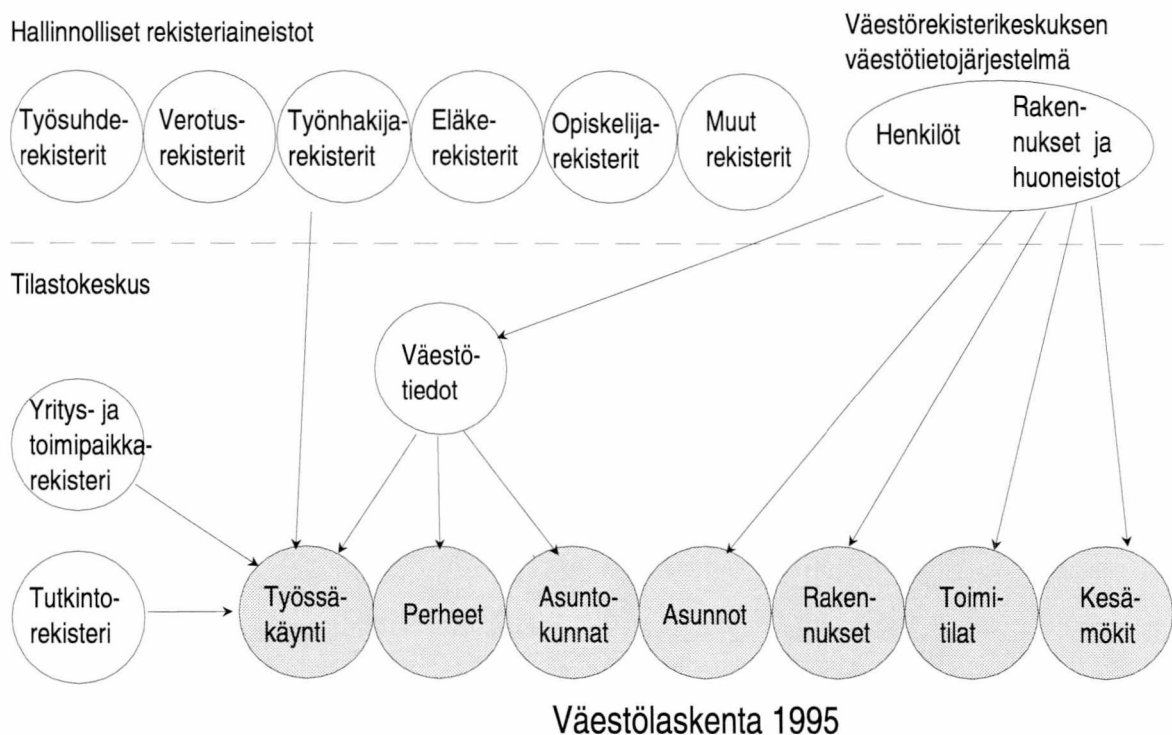 Hallinnolliset rekisteriaineistot
Väestörekisterikeskuksen
väestötietojärjestelmä
Työsuhde-
rekisterit
Verotus-
rekisterit
Työnhakija-
rekisterit
Eläke-
rekisterit
Opiskelija-
rekisterit
Muut
rekisterit
Henkilöt
Raken-
nukset ja
huoneistot
Tilastokeskus
Väestö-
tiedot
Yritys- ja
toimipaikka-
rekisteri
Tutkinto-
rekisteri
Työssä-
käynti
Perheet
Asunto-
kunnat
Asunnot
Raken-
nukset
Toimi-
tilat
Kesä-
mökit
Väestölaskenta 1995